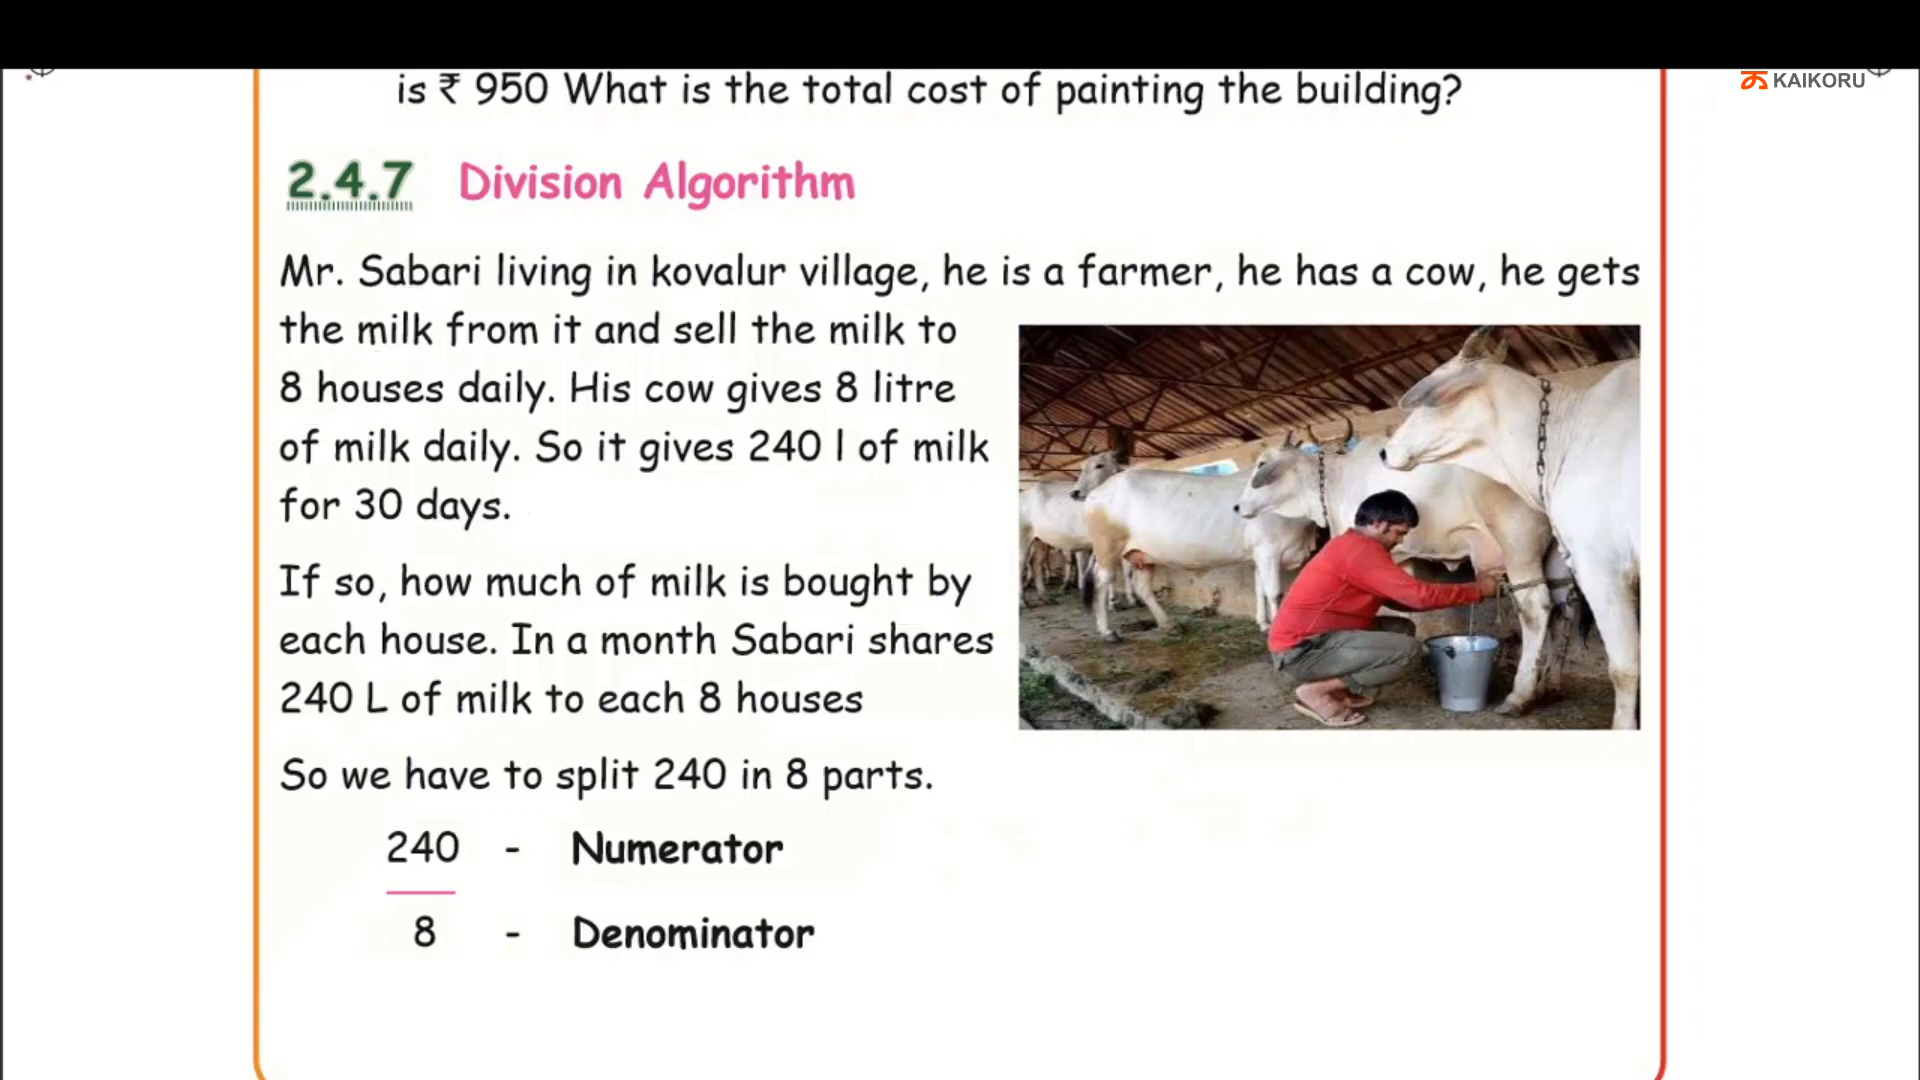 KAIKORU
is ₹ 950 What is the total cost of painting the building?
2.4.7 Division Algorithm
Mr. Sabari living in kovalur village, he is a farmer, he has a cow, he gets
the milk from it and sell the milk to
8 houses daily. His cow gives 8 litre
of milk daily. So it gives 240 l of milk
for 30 days.
If so, how much of milk is bought by
each house. In a month Sabari shares
240 L of milk to each 8 houses
So we have to split 240 in 8 parts.
240 - Numerator
8 - Denominator